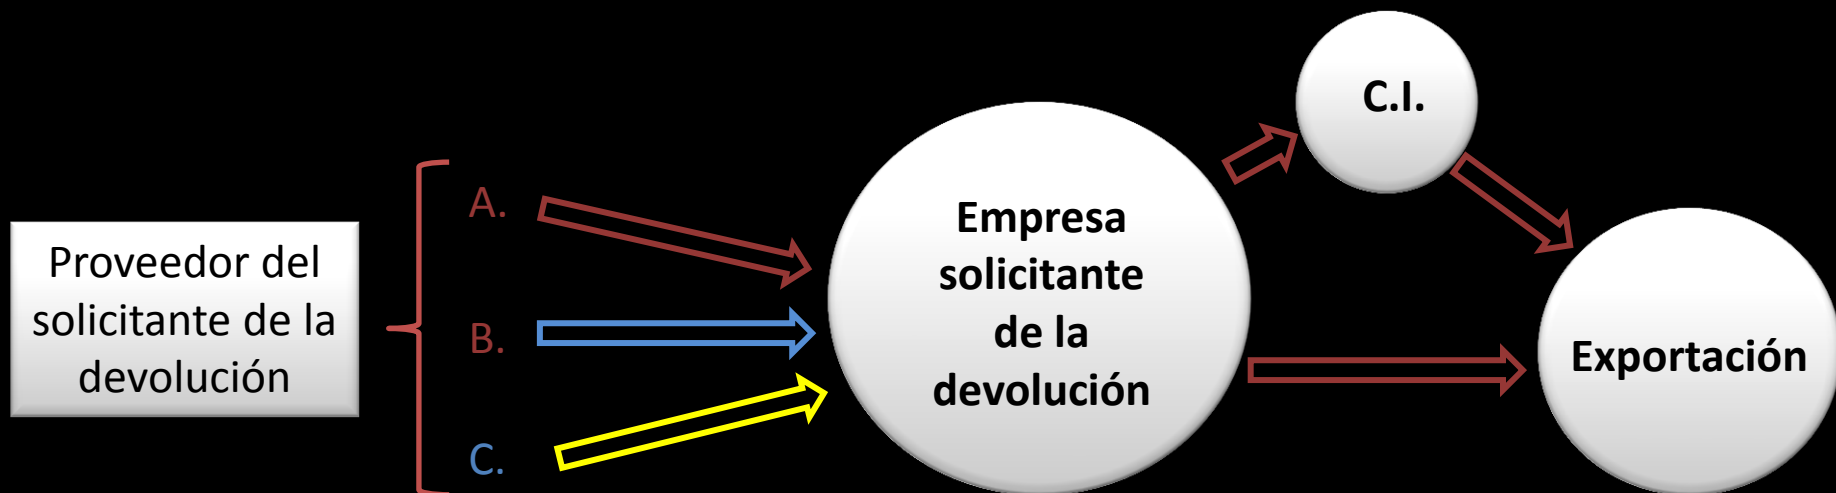 Proveedor del
solicitante de la
devolución
A.
B.
C.
Empresa
solicitante
de la
devolución
C.I.
Exportación